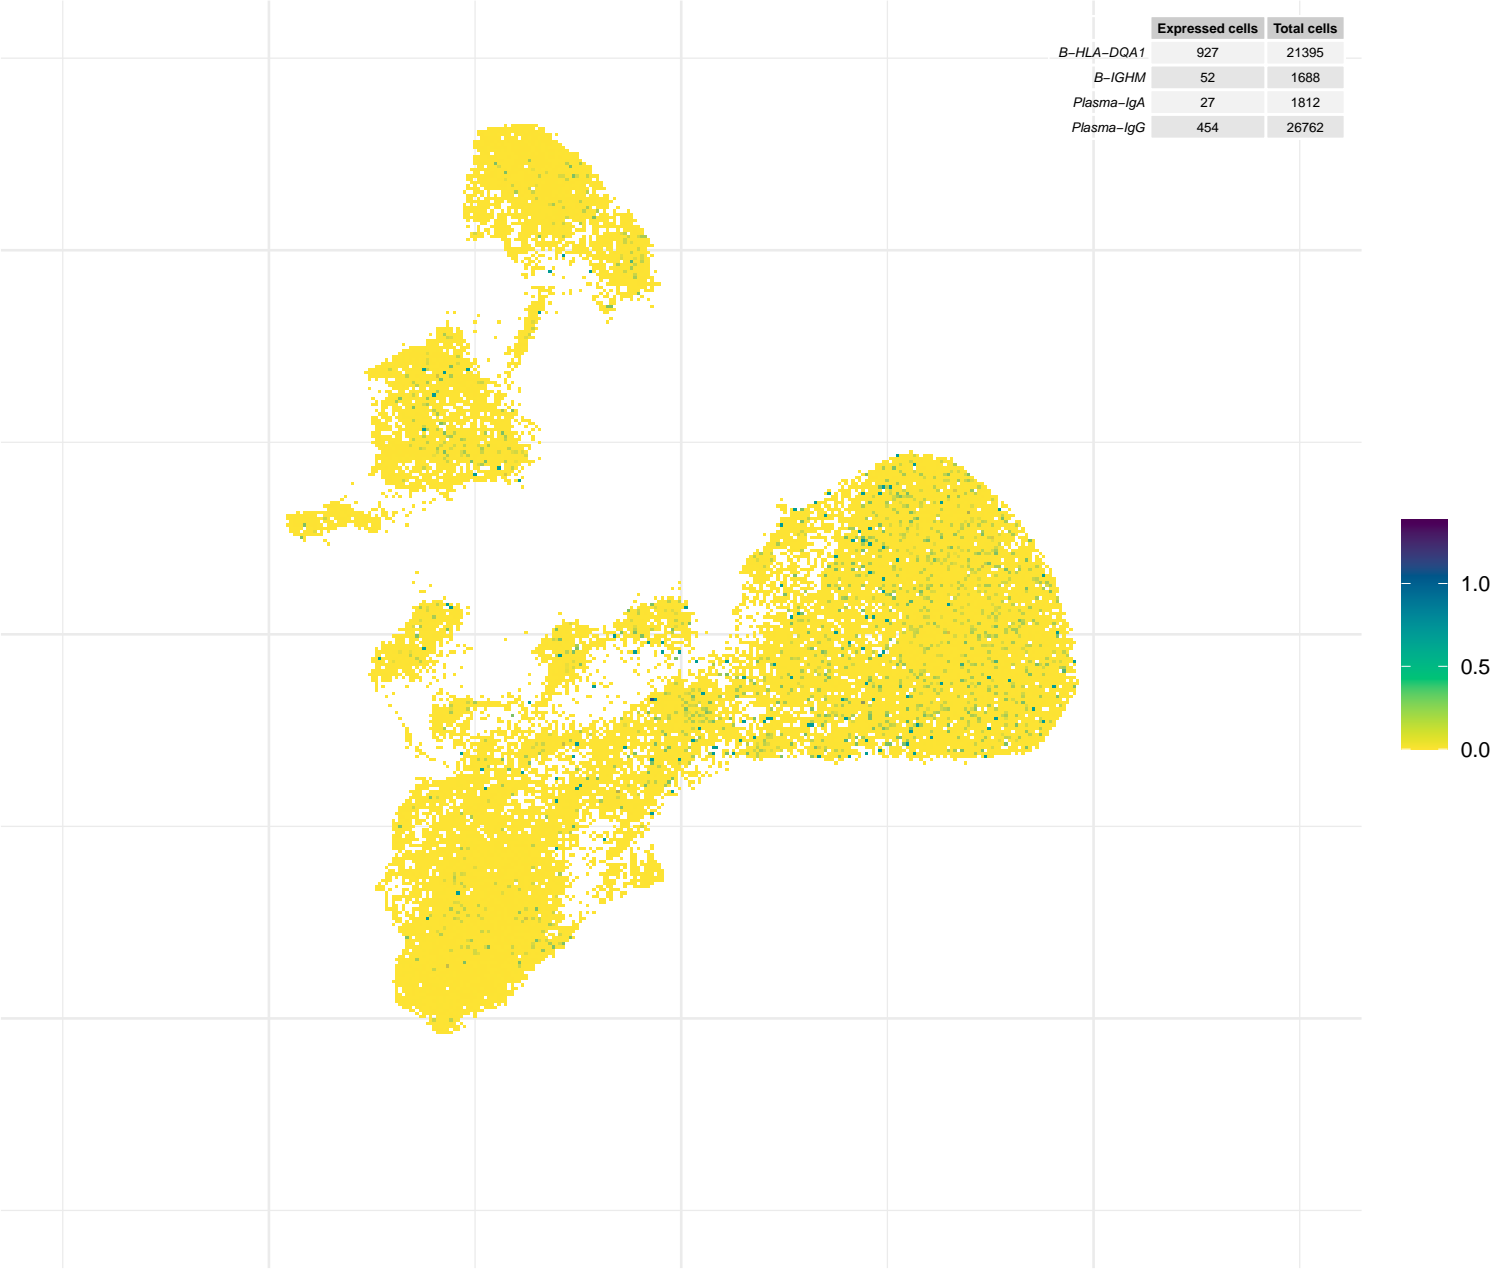 Expressed cells Total cells
B−HLA−DQA1 927 21395
B−IGHM 52 1688
Plasma−IgA 27 1812
Plasma−IgG 454 26762
1.0
0.5
0.0